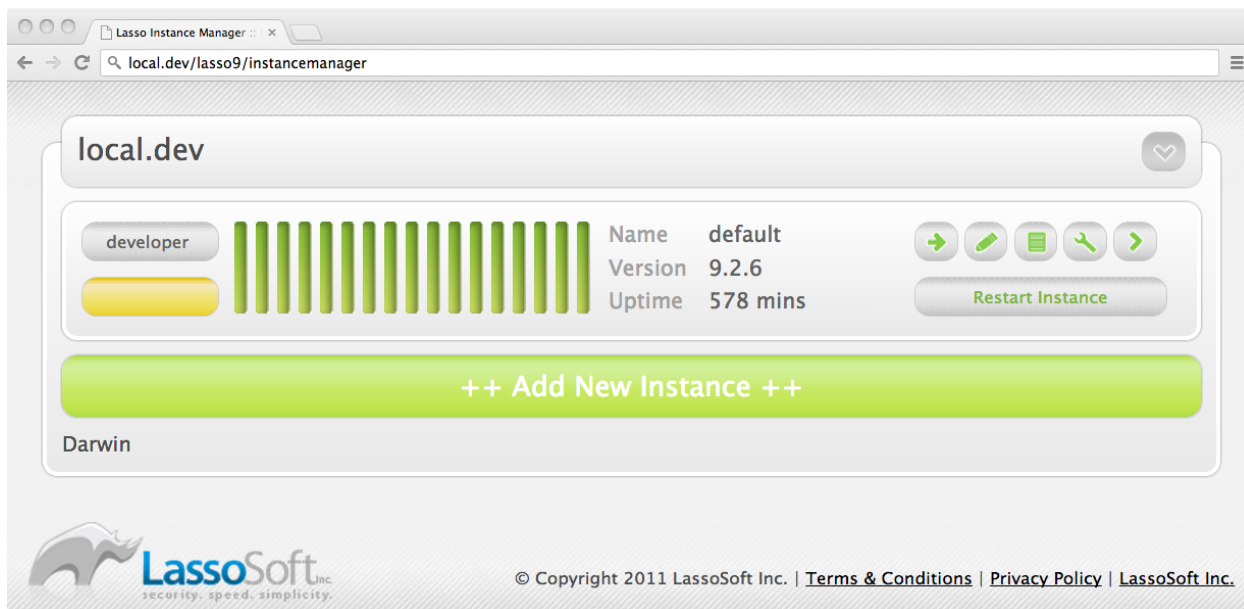 Lasso Instance Manager ::
local.dev/lasso9/instancemanager
local.dev
developer
Name default
Version 9.2.6
Uptime 578 mins
Restart Instance
++ Add New Instance ++
Darwin
LassoSoft Inc.
security. speed. simplicity.
© Copyright 2011 LassoSoft Inc. | Terms & Conditions | Privacy Policy | LassoSoft Inc.